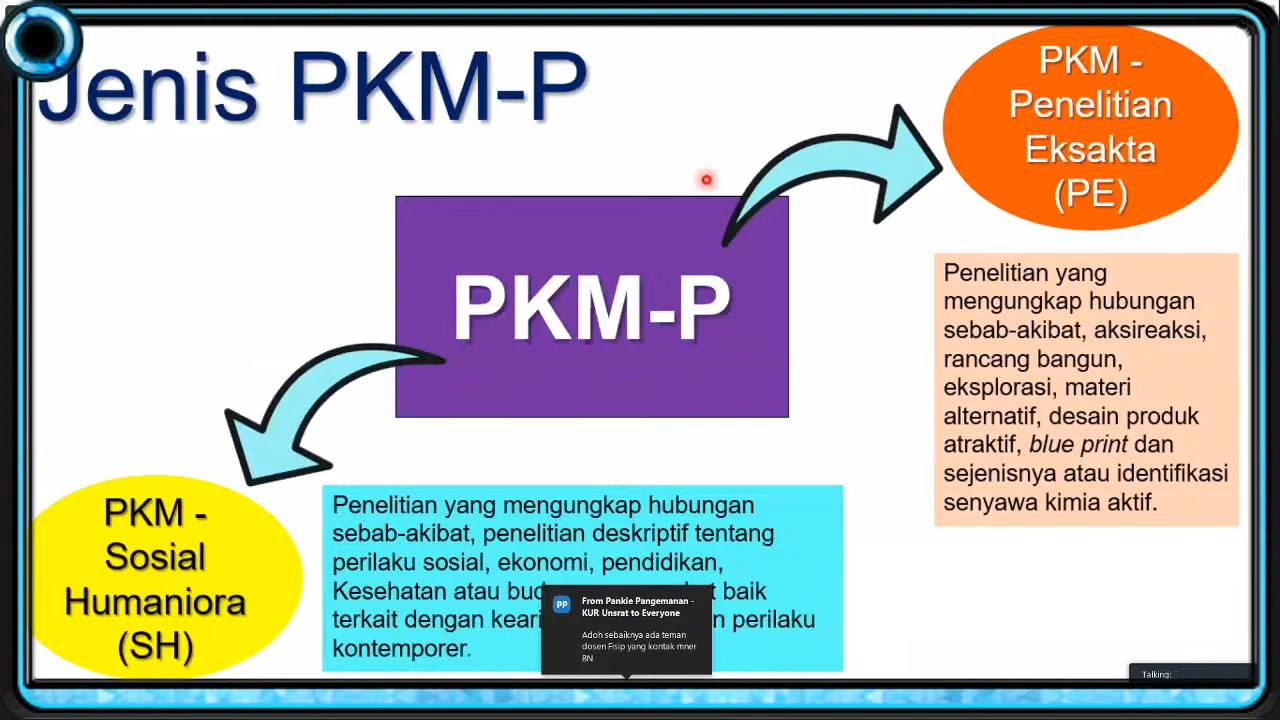 Jenis PKM-P
PKM -
Penelitian
Eksakta
(PE)
PKM-P
Penelitian yang
mengungkap hubungan
sebab-akibat, aksireaksi,
rancang bangun,
eksplorasi, materi
alternatif, desain produk
atraktif, blue print dan
sejenisnya atau identifikasi
senyawa kimia aktif.
PKM -
Sosial
Humaniora
(SH)
Penelitian yang mengungkap hubungan
sebab-akibat, penelitian deskriptif tentang
perilaku sosial, ekonomi, pendidikan,
Kesehatan atau baik
terkait dengan perilaku
kontemporer.
PP
From Pankie Pangemanan -
KUR Unsrat to Everyone
Adoh sebaiknya ada teman
dosen Fisip yang kontak mner
BN
Talking: